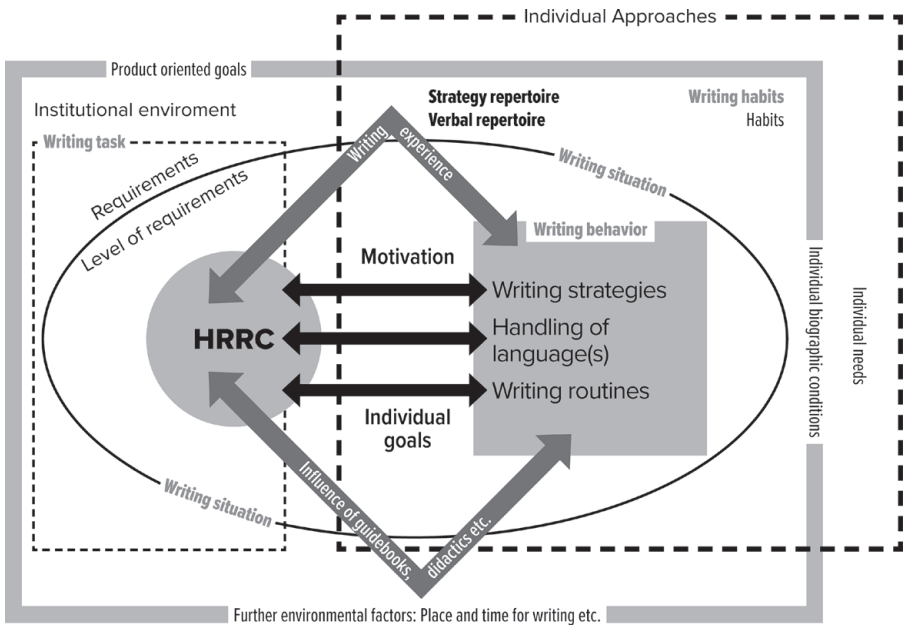 Individual Approaches
Product oriented goals
Institutional enviroment
Strategy repertoire
Verbal repertoire
Writing habits
Habits
Writing task
Requirements
Level of requirements
Writing experience
Writing situation
Writing behavior
Motivation
Writing strategies
HRRC
Handling of
language(s)
Writing routines
Individual
goals
Individual biographic conditions
Individual needs
Writing situation
Influence of guidebooks,
didactics etc.
Further environmental factors: Place and time for writing etc.